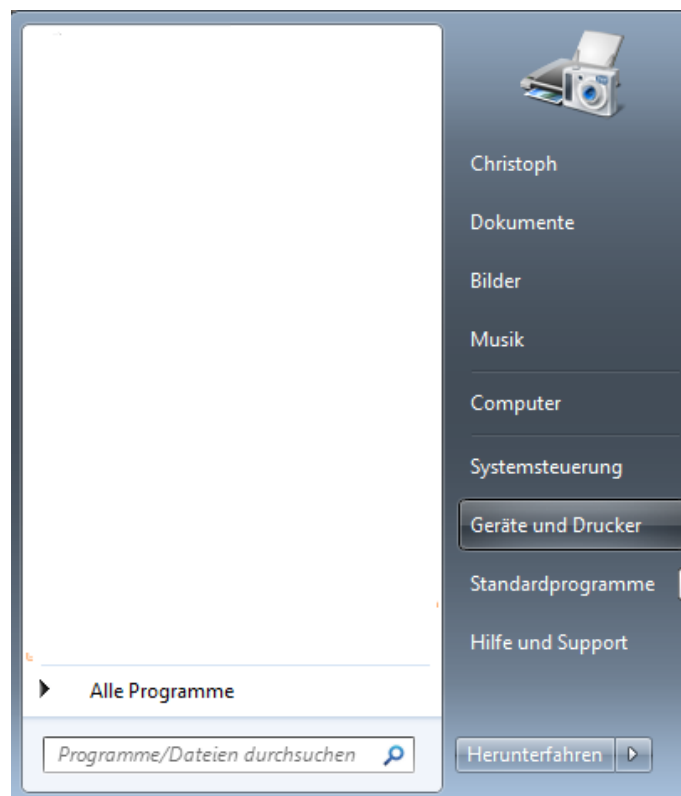 Christoph
Dokumente
Bilder
Musik
Computer
Systemsteuerung
Geräte und Drucker
Standardprogramme
Hilfe und Support
Alle Programme
Programme/Dateien durchsuchen
Herunterfahren